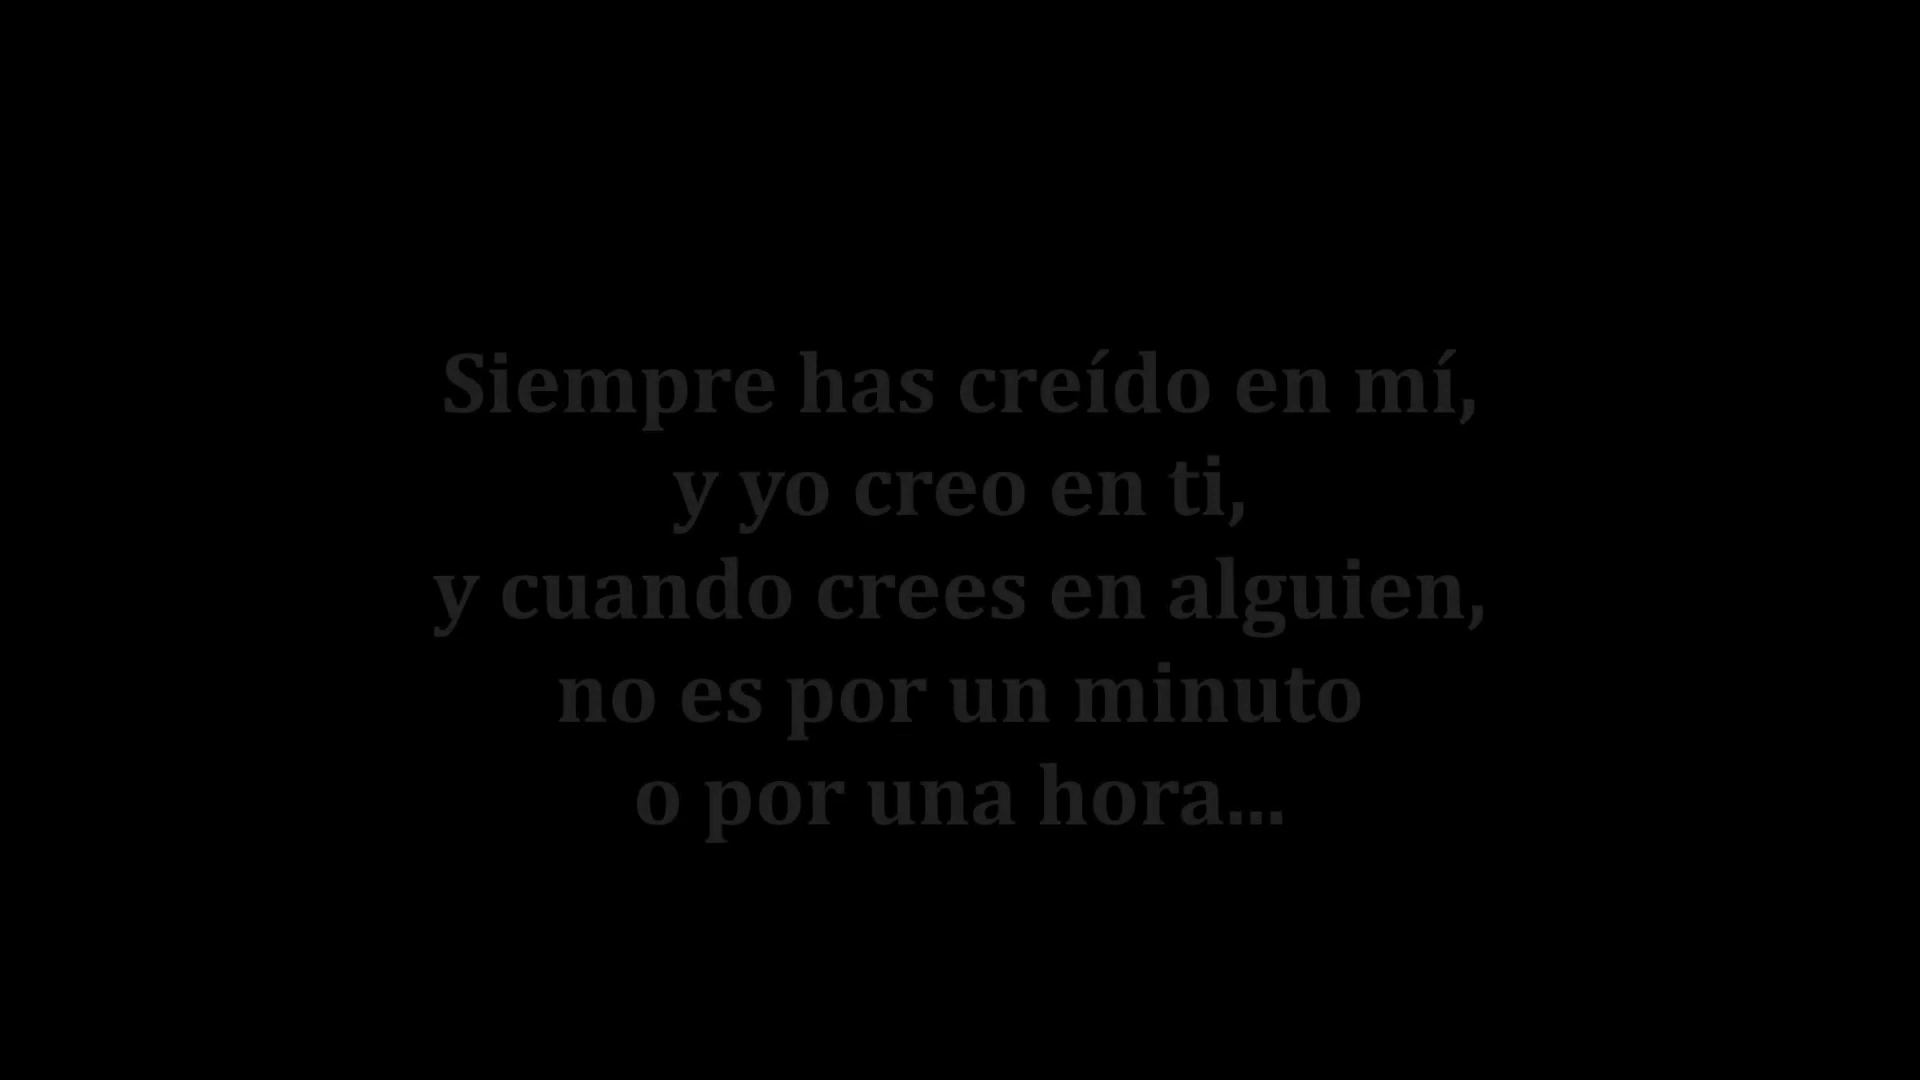 Siempre has creído en mí,
y yo creo en ti,
y cuando crees en alguien,
no es por un minuto
o por una hora...